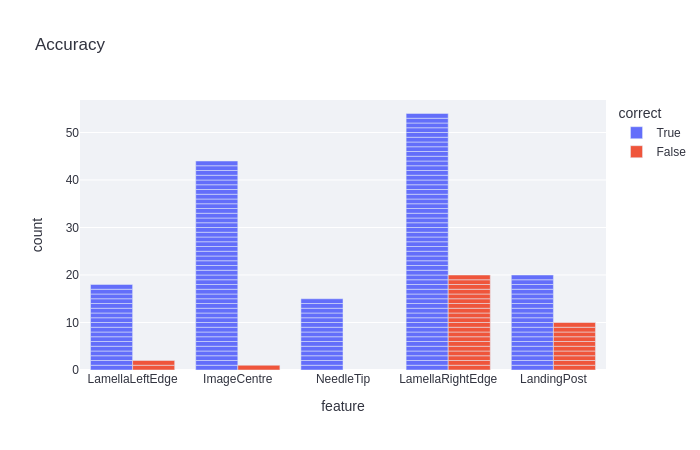 Accuracy
correct
True
False
count
50
40
30
20
10
0
LamellaLeftEdge
ImageCentre
NeedleTip
LamellaRightEdge
LandingPost
feature